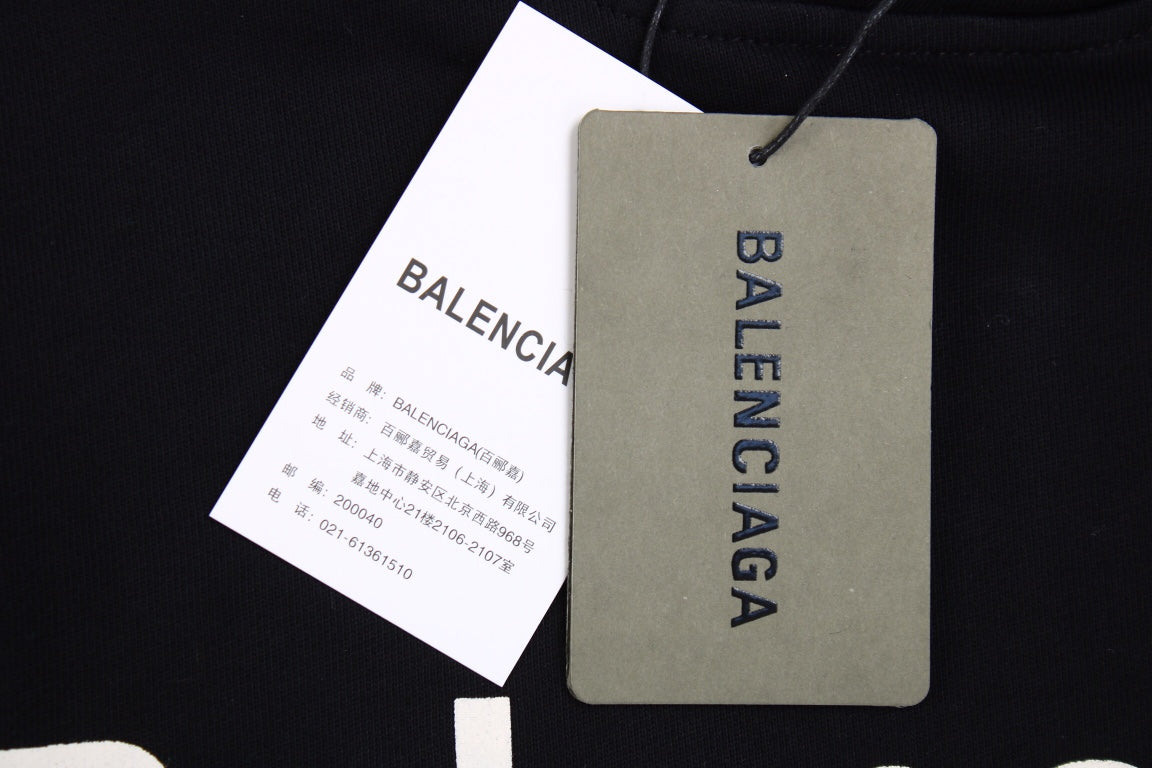 BALENCIA
品 牌: BALENCIAGA(百郦嘉)
经销商: 百郦嘉贸易（上海）有限公司
地 址: 上海市静安区北京西路968号
嘉地中心21楼2106-2107室
邮 编: 200040
电 话: 021-61361510
BALENCIAGA